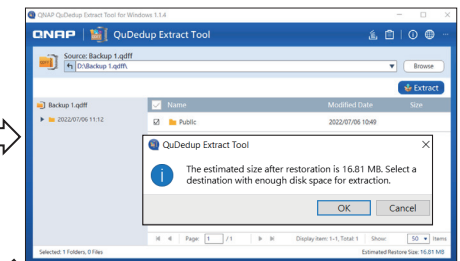 QNAP QuDedup Extract Tool for Windows 1.1.4
QNAP QuDedup Extract Tool
Source: Backup 1.qdff
D:\Backup 1.qdff\
Browse
Extract
Backup 1.qdff
Name Modified Date Size
2022/07/06 11:12
Public 2022/07/06 10:49
QuDedup Extract Tool
The estimated size after restoration is 16.81 MB. Select a
destination with enough disk space for extraction.
OK Cancel
Page: 1 / 1 Display item: 1-1, Total: 1 Show: 50 Items
Selected: 1 Folders, 0 Files Estimated Restore Size: 16.81 MB